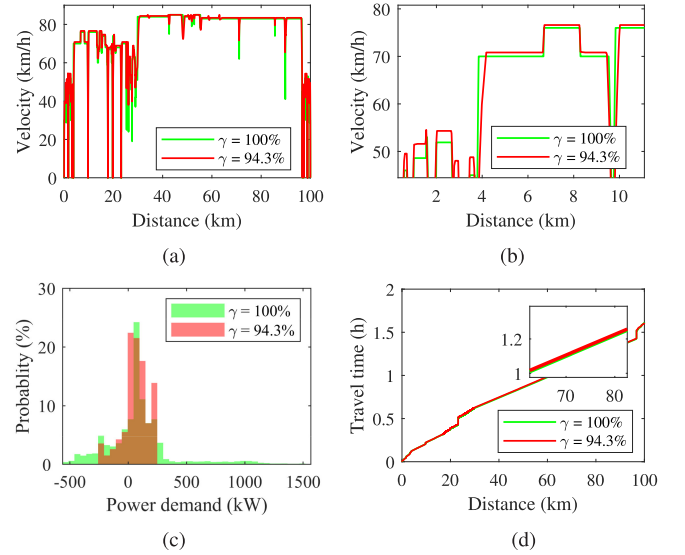 100
80
60
40
20
0
Velocity (km/h)
γ = 100%
γ = 94.3%
0 20 40 60 80 100
Distance (km)
(a)
80
70
60
50
Velocity (km/h)
γ = 100%
γ = 94.3%
2 4 6 8 10
Distance (km)
(b)
30
20
10
0
Probablity (%)
γ = 100%
γ = 94.3%
-500 0 500 1000 1500
Power demand (kW)
(c)
2
1.5
1
0.5
0
Travel time (h)
1.2
1
70 80
γ = 100%
γ = 94.3%
0 20 40 60 80 100
Distance (km)
(d)